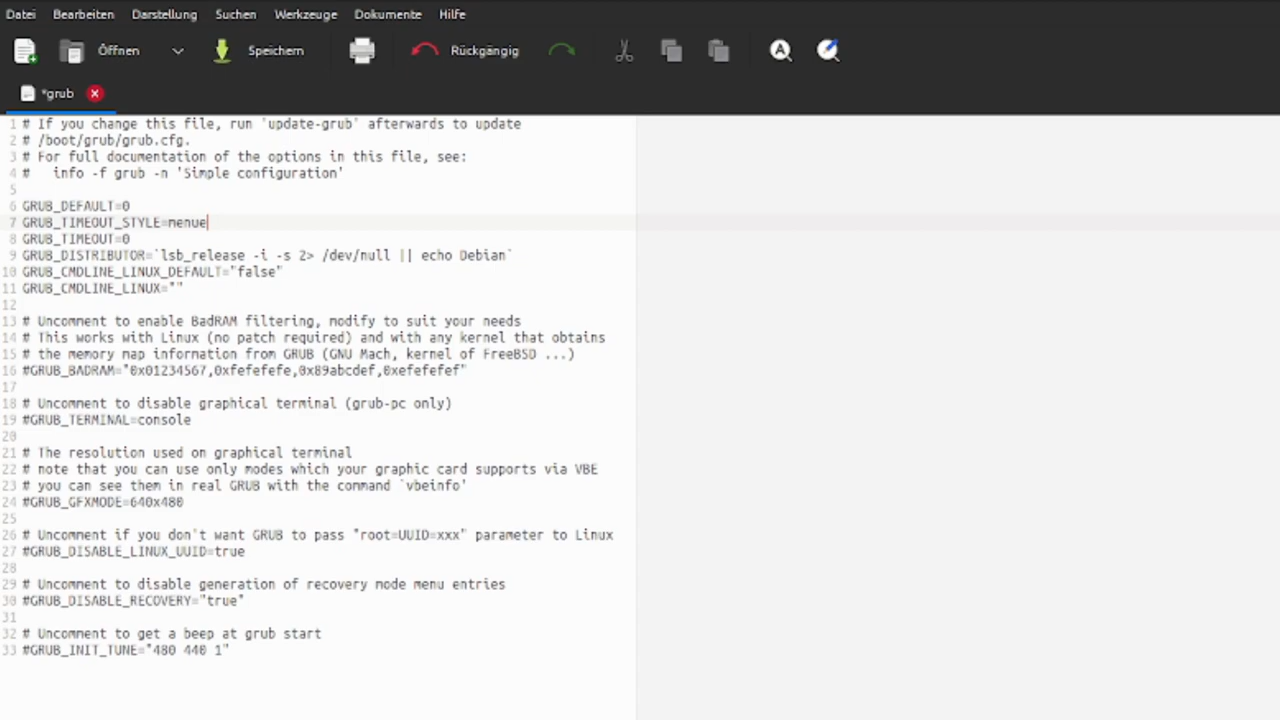 Datei Bearbeiten Darstellung Suchen Werkzeuge Dokumente Hilfe
Öffnen Speichern Rückgängig
*grub
1 # If you change this file, run 'update-grub' afterwards to update
2 # /boot/grub/grub.cfg.
3 # For full documentation of the options in this file, see:
4 #   info -f grub -n 'Simple configuration'
5
6 GRUB_DEFAULT=0
7 GRUB_TIMEOUT_STYLE=menue
8 GRUB_TIMEOUT=0
9 GRUB_DISTRIBUTOR=`lsb_release -i -s 2> /dev/null || echo Debian`
10 GRUB_CMDLINE_LINUX_DEFAULT="false"
11 GRUB_CMDLINE_LINUX=""
12
13 # Uncomment to enable BadRAM filtering, modify to suit your needs
14 # This works with Linux (no patch required) and with any kernel that obtains
15 # the memory map information from GRUB (GNU Mach, kernel of FreeBSD ...)
16 #GRUB_BADRAM="0x01234567,0xfefefefe,0x89abcdef,0xefefefef"
17
18 # Uncomment to disable graphical terminal (grub-pc only)
19 #GRUB_TERMINAL=console
20
21 # The resolution used on graphical terminal
22 # note that you can use only modes which your graphic card supports via VBE
23 # you can see them in real GRUB with the command `vbeinfo'
24 #GRUB_GFXMODE=640x480
25
26 # Uncomment if you don't want GRUB to pass "root=UUID=xxx" parameter to Linux
27 #GRUB_DISABLE_LINUX_UUID=true
28
29 # Uncomment to disable generation of recovery mode menu entries
30 #GRUB_DISABLE_RECOVERY="true"
31
32 # Uncomment to get a beep at grub start
33 #GRUB_INIT_TUNE="480 440 1"